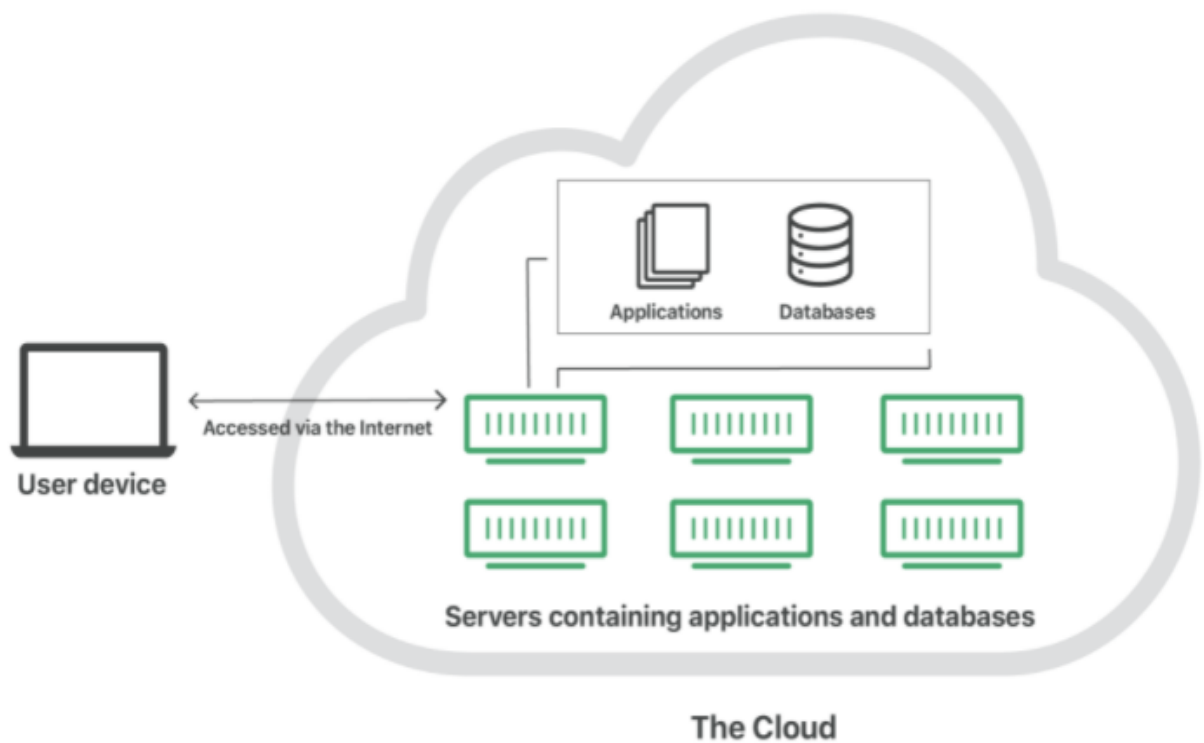 Applications
Databases
Accessed via the Internet
User device
Servers containing applications and databases
The Cloud